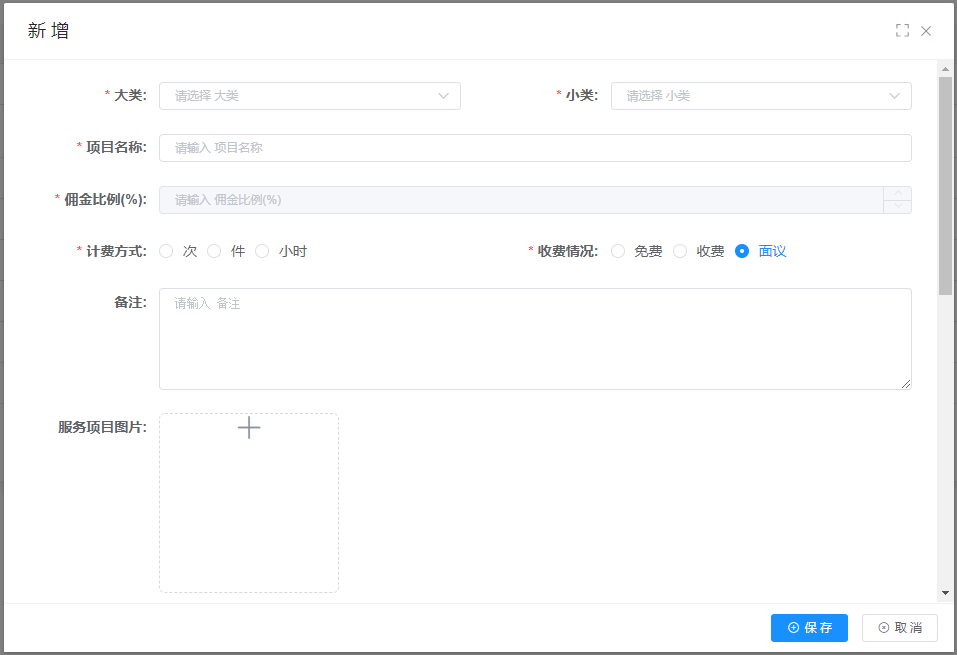 新 增
* 大类: 请选择 大类 * 小类: 请选择 小类
* 项目名称: 请输入 项目名称
* 佣金比例(%): 请输入 佣金比例(%)
* 计费方式: 次 件 小时 * 收费情况: 免费 收费 面议
备注: 请输入 备注
服务项目图片:
保 存 取 消